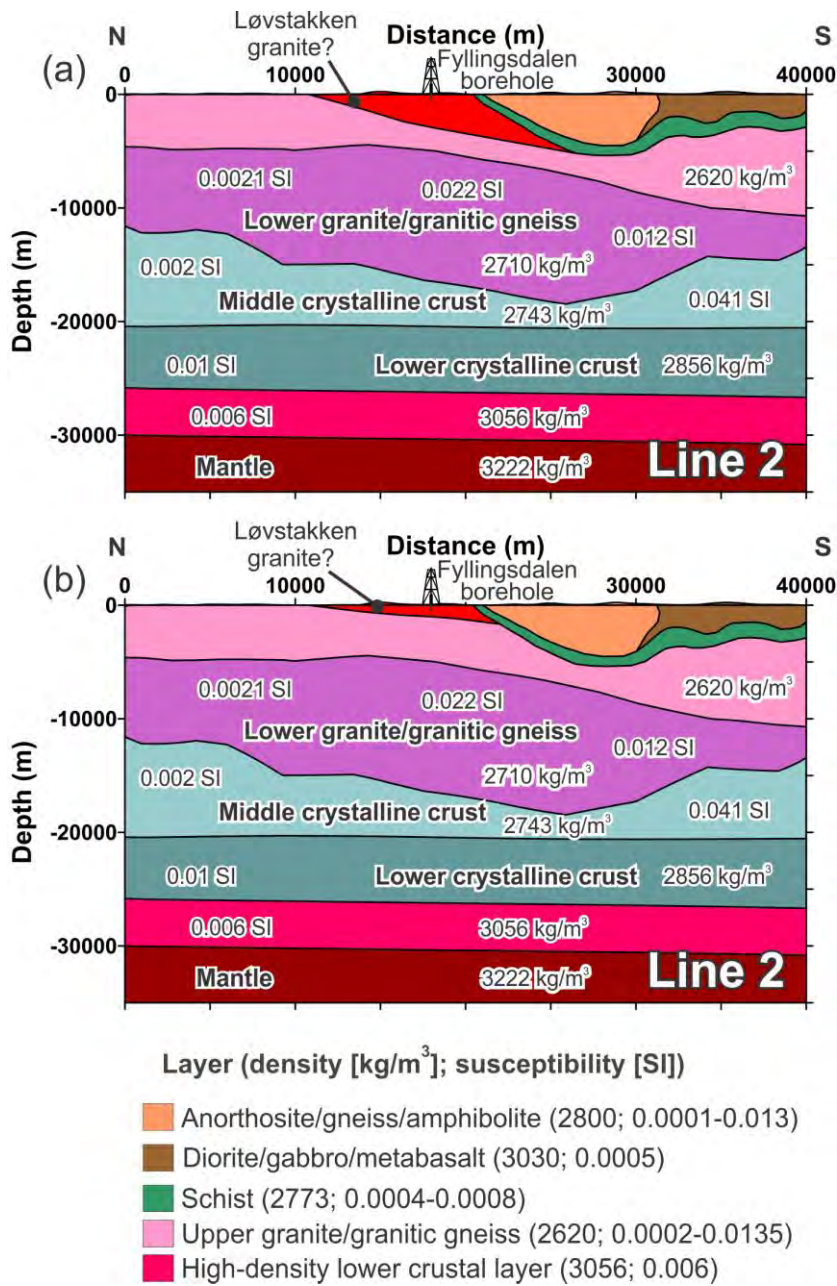 Løvstakken
granite?
N Distance (m) S
Fyllingsdalen
borehole
(a)
0 10000 30000 40000
0
-10000
-20000
-30000
Depth (m)
0.0021 SI
0.022 SI
2620 kg/m³
Lower granite/granitic gneiss
0.012 SI
2710 kg/m³
0.002 SI
Middle crystalline crust
0.041 SI
2743 kg/m³
0.01 SI
Lower crystalline crust
2856 kg/m³
0.006 SI
3056 kg/m³
Mantle
3222 kg/m³
Line 2
Løvstakken
granite?
N Distance (m) S
Fyllingsdalen
borehole
(b)
0 10000 30000 40000
0
-10000
-20000
-30000
Depth (m)
0.0021 SI
0.022 SI
2620 kg/m³
Lower granite/granitic gneiss
0.012 SI
2710 kg/m³
0.002 SI
Middle crystalline crust
0.041 SI
2743 kg/m³
0.01 SI
Lower crystalline crust
2856 kg/m³
0.006 SI
3056 kg/m³
Mantle
3222 kg/m³
Line 2
Layer (density [kg/m³; susceptibility [SI])
Anorthosite/gneiss/amphibolite (2800; 0.0001-0.013)
Diorite/gabbro/metabasalt (3030; 0.0005)
Schist (2773; 0.0004-0.0008)
Upper granite/granitic gneiss (2620; 0.0002-0.0135)
High-density lower crustal layer (3056; 0.006)